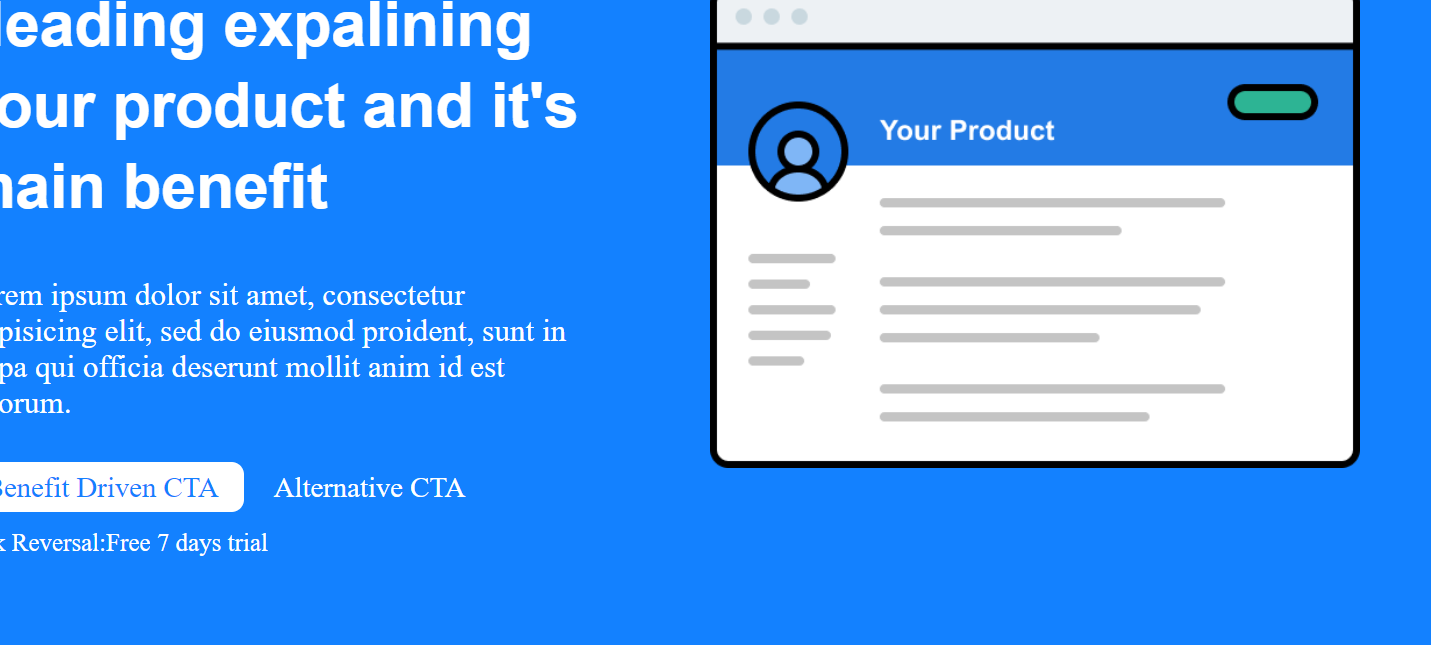 leading expalining
our product and it's
main benefit
rem ipsum dolor sit amet, consectetur
pisicing elit, sed do eiusmod proident, sunt in
pa qui officia deserunt mollit anim id est
orum.
Benefit Driven CTA
Alternative CTA
k Reversal:Free 7 days trial
Your Product